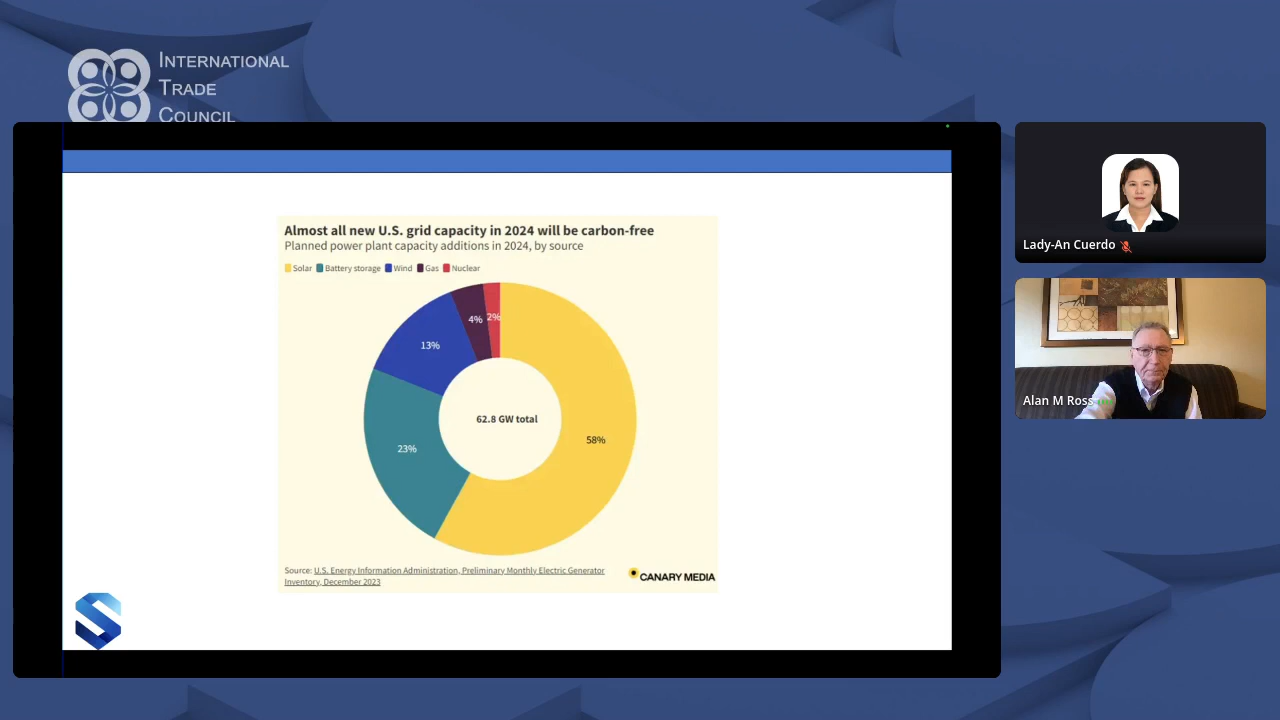 INTERNATIONAL
TRADE
COUNCIL
Almost all new U.S. grid capacity in 2024 will be carbon-free
Planned power plant capacity additions in 2024, by source
Solar Battery storage Wind Gas Nuclear
4% 2%
13%
62.8 GW total
58%
23%
Source: U.S. Energy Information Administration, Preliminary Monthly Electric Generator
Inventory, December 2023
CANARY MEDIA
Lady-An Cuerdo
Alan M Ross